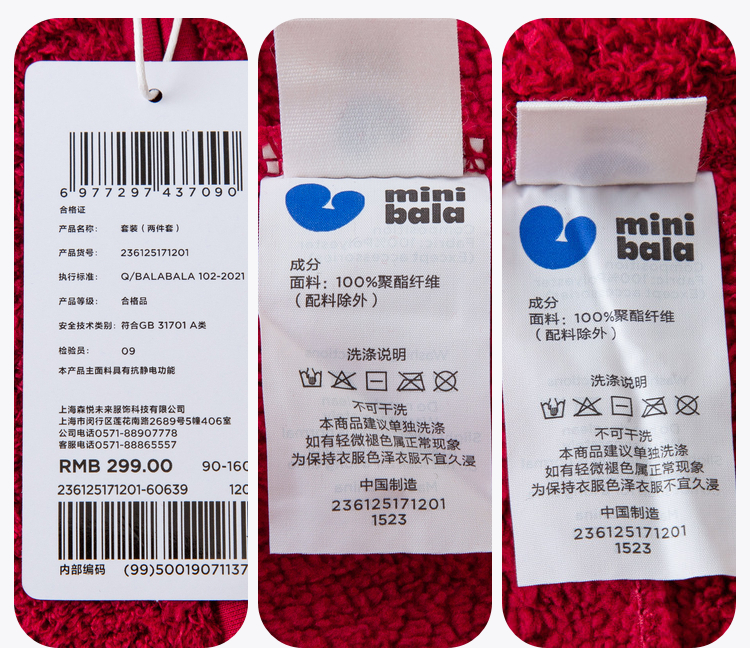 6 977297 437090
合格证
产品名称: 套装(两件套)
产品货号: 236125171201
执行标准: Q/BALABALA 102-2021
产品等级: 合格品
安全技术类别: 符合GB 31701 A类
检验员: 09
本产品主面料具有抗静电功能
上海森悦未来服饰科技有限公司
上海市闵行区莲花南路2689号5幢406室
公司电话0571-88907778
客服电话0571-88865557
RMB 299.00 90-160
236125171201-60639 120
内部编码 (99)50019071137
mini
bala
成分
面料: 100%聚酯纤维
(配料除外)
洗涤说明
不可干洗
本商品建议单独洗涤
如有轻微褪色属正常现象
为保持衣服色泽衣服不宜久浸
中国制造
236125171201
1523
mini
bala
成分
面料: 100%聚酯纤维
(配料除外)
洗涤说明
不可干洗
本商品建议单独洗涤
如有轻微褪色属正常现象
为保持衣服色泽衣服不宜久浸
中国制造
236125171201
1523